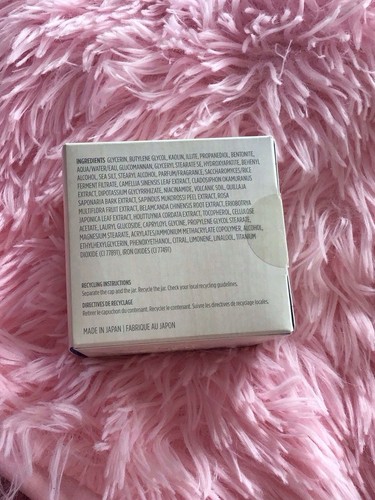 INGREDIENTS: GLYCERIN, BUTYLENE GLYCOL, KAOLIN, ILLITE, PROPANEDIOL, BENTONITE,
AQUA/WATER/EAU, GLUCOMANNAN, GLYCERYL STEARATE SE, HYDROXYAPATITE, BEHENYL
ALCOHOL, SEA SILT, STEARYL ALCOHOL, PARFUM/FRAGRANCE, SACCHAROMYCES/RICE
FERMENT FILTRATE, CAMELLIA SINENSIS LEAF EXTRACT, CLADOSIPHON OKAMURANUS
EXTRACT, DIPOTASSIUM GLYCYRRHIZATE, NIACINAMIDE, VOLCANIC SOIL, QUILLAJA
SAPONARIA BARK EXTRACT, SAPINDUS MUKOROSSI PEEL EXTRACT, ROSA
MULTIFLORA FRUIT EXTRACT, BELAMCANDA CHINENSIS ROOT EXTRACT, ERIOBOTRYA
JAPONICA LEAF EXTRACT, HOUTTUYNIA CORDATA EXTRACT, TOCOPHEROL, CELLULOSE
ACETATE, LAURYL GLUCOSIDE, CAPRYLYL GLYCOL, PROPYLENE GLYCOL STEARATE,
MAGNESIUM STEARATE, ACRYLATES/AMMONIUM METHACRYLATE COPOLYMER, ALCOHOL,
ETHYLHEXYLGLYCERIN, PHENOXYETHANOL, CITRAL, LIMONENE, LINALOOL, TITANIUM
DIOXIDE (CI 77891), IRON OXIDES (CI 77491)
RECYCLING INSTRUCTIONS
Separate the cap and the jar. Recycle the jar. Check your local recycling guidelines.
DIRECTIVES DE RECYCLAGE
Retirer le capuchon du contenant. Recyclez le contenant. Suivre les directives de recyclage locales.
MADE IN JAPAN | FABRIQUÉ AU JAPON